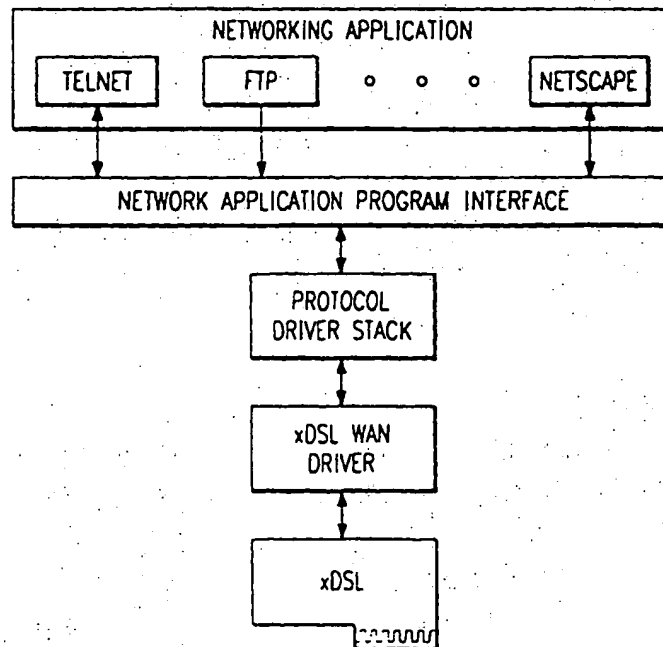 NETWORKING APPLICATION
TELNET
FTP
NETSCAPE
NETWORK APPLICATION PROGRAM INTERFACE
PROTOCOL
DRIVER STACK
xDSL WAN
DRIVER
xDSL